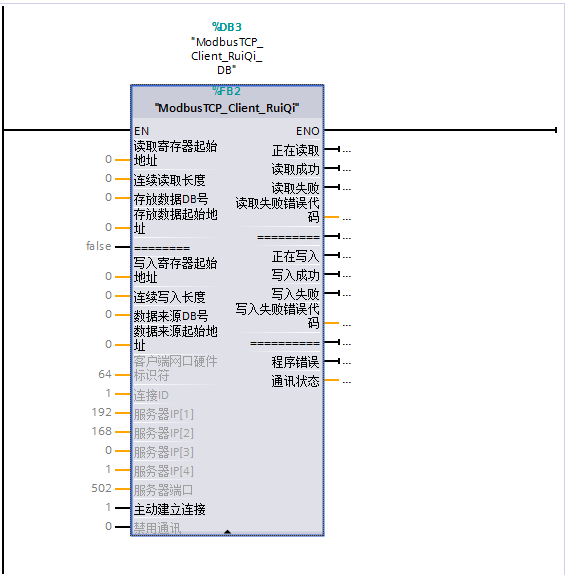 %DB3
"ModbusTCP_
Client_RuiQi_
DB"
%FB2
"ModbusTCP_Client_RuiQi"
EN
ENO
读取寄存器起始
0 地址
0 连续读取长度
0 存放数据DB号
存放数据起始地
0 址
false ========
写入寄存器起始
0 地址
0 连续写入长度
0 数据来源DB号
数据来源起始地
0 址
客户端网口硬件
64 标识符
1 连接ID
192 服务器IP[1]
168 服务器IP[2]
0 服务器IP[3]
1 服务器IP[4]
502 服务器端口
1 主动建立连接
0 禁用通讯
正在读取 ...
读取成功 ...
读取失败 ...
读取失败错误代
码 ...
========= ...
正在写入 ...
写入成功 ...
写入失败 ...
写入失败错误代
码 ...
========== ...
程序错误 ...
通讯状态 ...